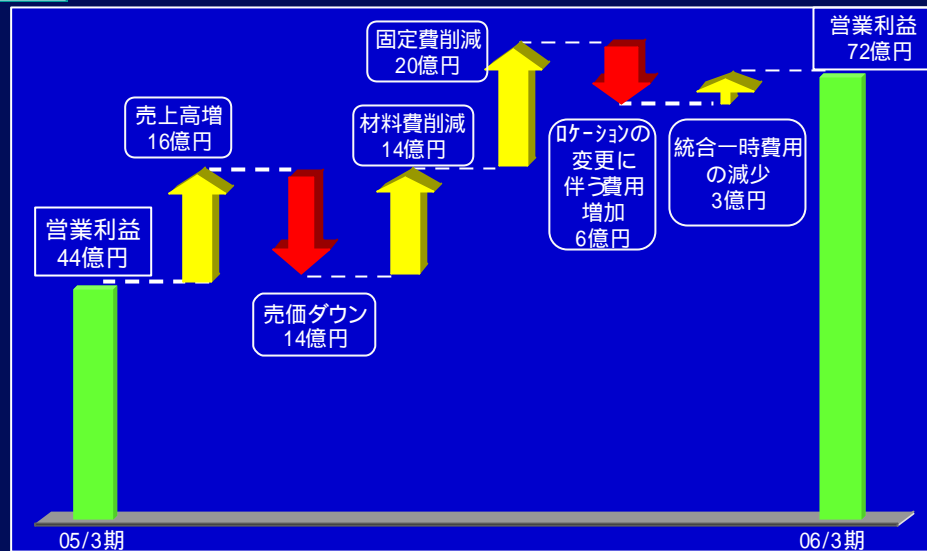 営業利益
44億円
売上高増
16億円
売価ダウン
14億円
材料費削減
14億円
固定費削減
20億円
ﾛｹｰｼｮﾝの
変更に
伴う費用
増加
6億円
統合一時費用
の減少
3億円
営業利益
72億円
05/3期
06/3期